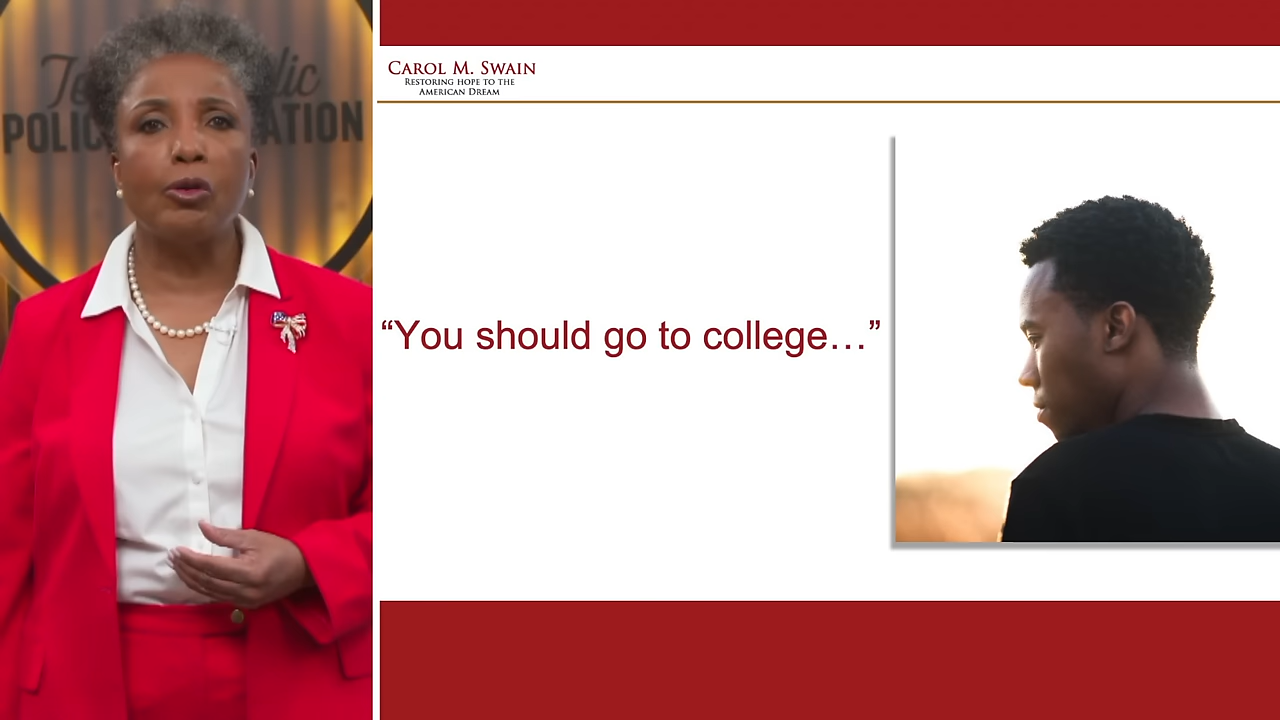 CAROL M. SWAIN
RESTORING HOPE TO THE
AMERICAN DREAM
“You should go to college…”